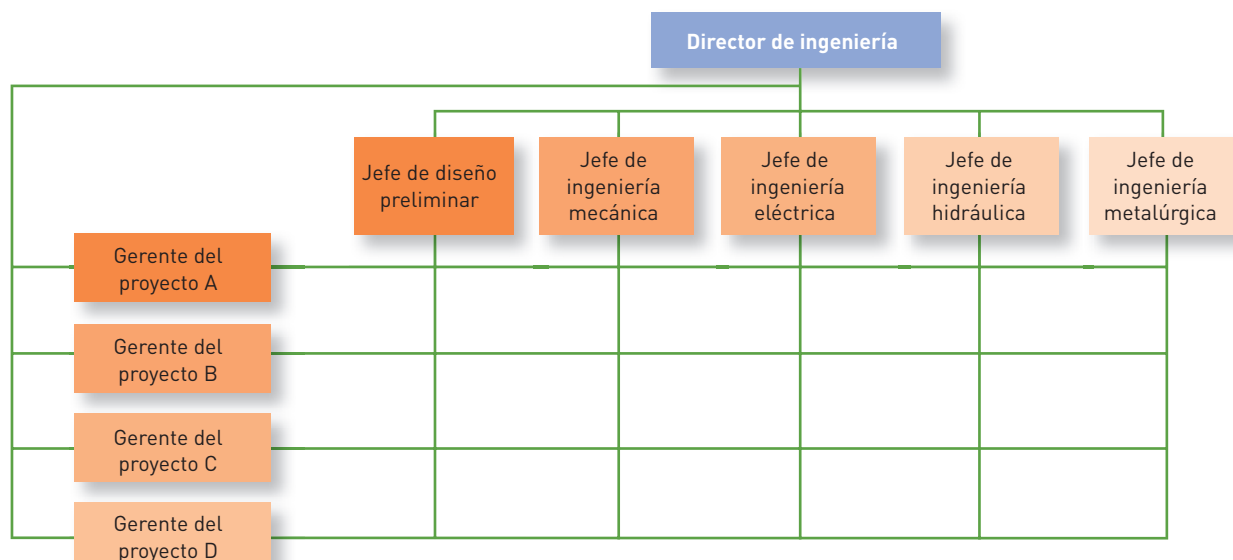 Director de ingeniería
Jefe de diseño
preliminar
Jefe de
ingeniería
mecánica
Jefe de
ingeniería
eléctrica
Jefe de
ingeniería
hidráulica
Jefe de
ingeniería
metalúrgica
Gerente del
proyecto A
Gerente del
proyecto B
Gerente del
proyecto C
Gerente del
proyecto D